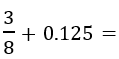 3/8 + 0.125 =